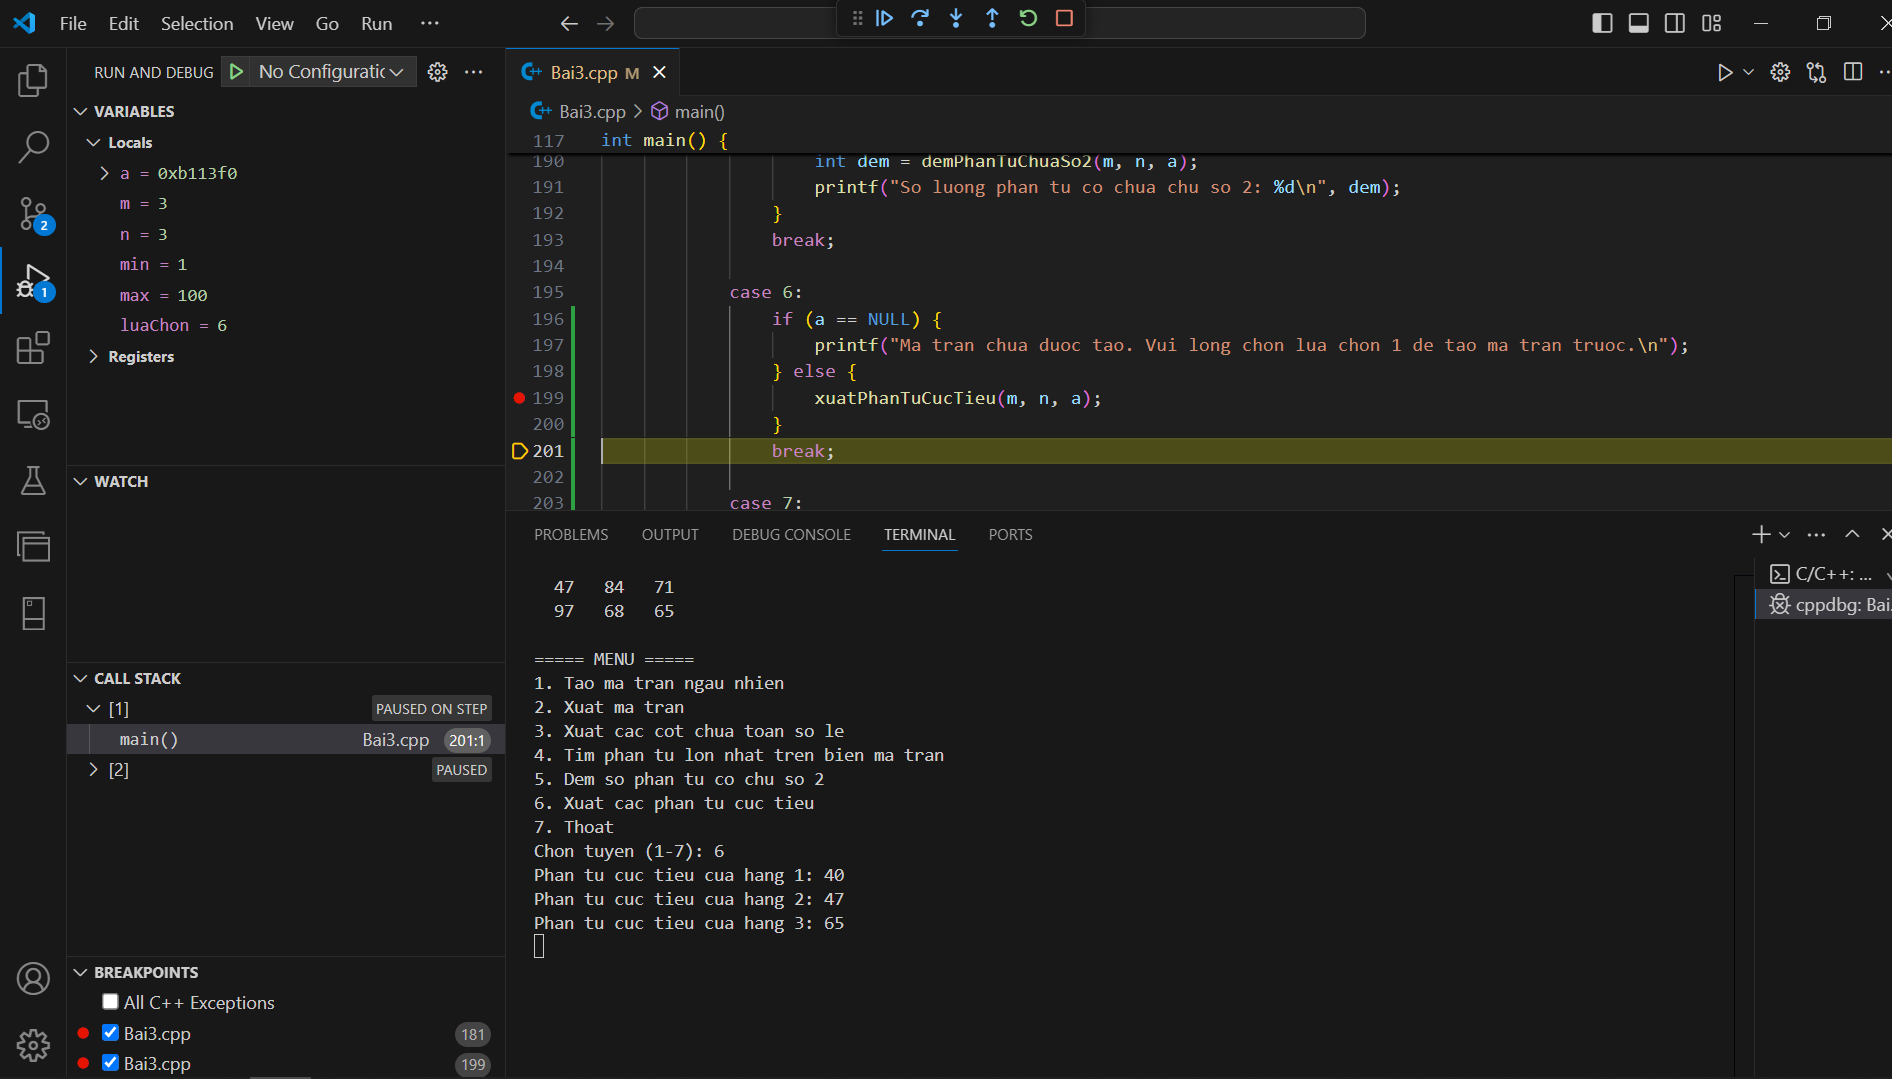 File Edit Selection View Go Run ···
RUN AND DEBUG No Configuratic
VARIABLES
Locals
a = 0xb113f0
m = 3
n = 3
min = 1
max = 100
luaChon = 6
Registers
WATCH
CALL STACK
[1] PAUSED ON STEP
main() Bai3.cpp 201:1
[2] PAUSED
BREAKPOINTS
All C++ Exceptions
Bai3.cpp 181
Bai3.cpp 199
2
1
Bai3.cpp M
Bai3.cpp > main()
117 int main() {
190 int dem = demPhanTuChuaSo2(m, n, a);
191 printf("So luong phan tu co chua chu so 2: %d\n", dem);
192 }
193 break;
194
195 case 6:
196 if (a == NULL) {
197 printf("Ma tran chua duoc tao. Vui long chon lua chon 1 de tao ma tran truoc.\n");
198 } else {
199 xuatPhanTuCucTieu(m, n, a);
200 }
201 break;
202
203 case 7:
PROBLEMS OUTPUT DEBUG CONSOLE TERMINAL PORTS
47 84 71
97 68 65
===== MENU =====
1. Tao ma tran ngau nhien
2. Xuat ma tran
3. Xuat cac cot chua toan so le
4. Tim phan tu lon nhat tren bien ma tran
5. Dem so phan tu co chu so 2
6. Xuat cac phan tu cuc tieu
7. Thoat
Chon tuyen (1-7): 6
Phan tu cuc tieu cua hang 1: 40
Phan tu cuc tieu cua hang 2: 47
Phan tu cuc tieu cua hang 3: 65
C/C++: ...
cppdbg: Bai.